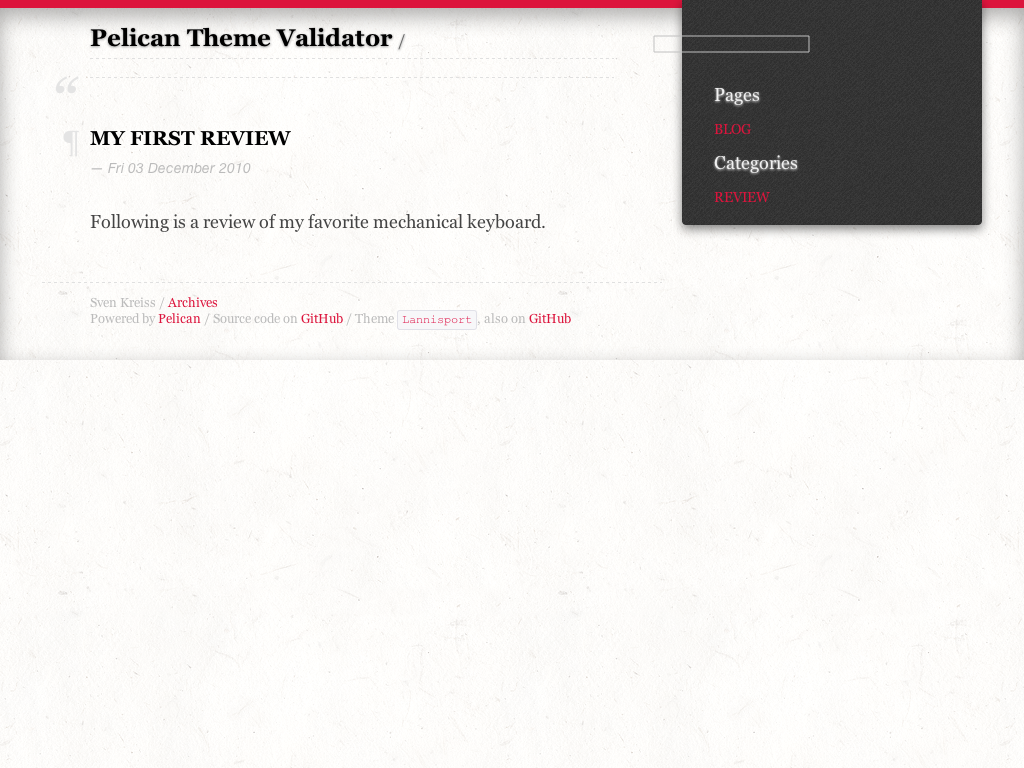 Pelican Theme Validator /
“
¶ MY FIRST REVIEW
— Fri 03 December 2010
Following is a review of my favorite mechanical keyboard.
Sven Kreiss / Archives
Powered by Pelican / Source code on GitHub / Theme Lannisport, also on GitHub
Pages
BLOG
Categories
REVIEW